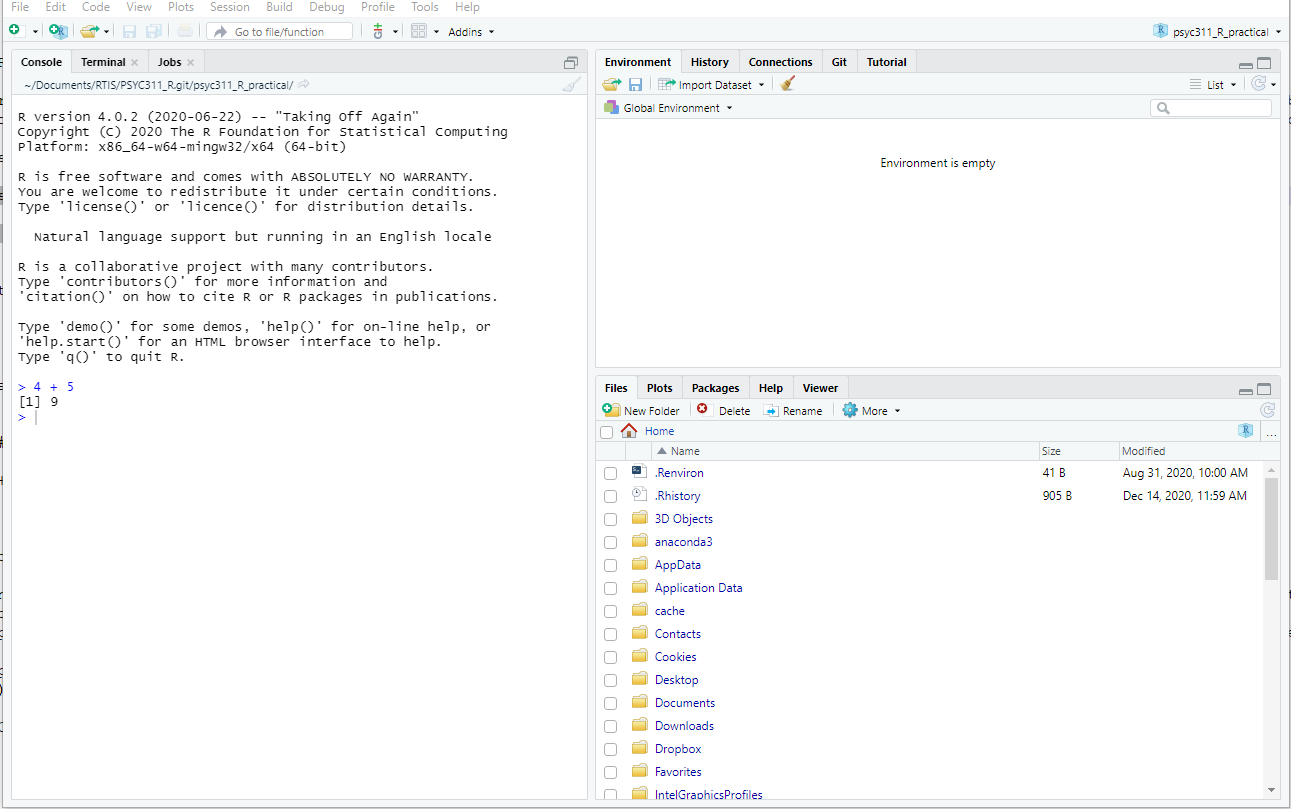 File Edit Code View Plots Session Build Debug Profile Tools Help
Go to file/function Addins psyc311_R_practical
Console Terminal Jobs
~/Documents/RTIS/PSYC311_R.git/psyc311_R_practical/
R version 4.0.2 (2020-06-22) -- "Taking Off Again"
Copyright (C) 2020 The R Foundation for Statistical Computing
Platform: x86_64-w64-mingw32/x64 (64-bit)
R is free software and comes with ABSOLUTELY NO WARRANTY.
You are welcome to redistribute it under certain conditions.
Type 'license()' or 'licence()' for distribution details.
Natural language support but running in an English locale
R is a collaborative project with many contributors.
Type 'contributors()' for more information and
'citation()' on how to cite R or R packages in publications.
Type 'demo()' for some demos, 'help()' for on-line help, or
'help.start()' for an HTML browser interface to help.
Type 'q()' to quit R.
> 4 + 5
[1] 9
>
Environment History Connections Git Tutorial
Import Dataset List
Global Environment
Environment is empty
Files Plots Packages Help Viewer
New Folder Delete Rename More
Home ...
Name Size Modified
.Renviron 41 B Aug 31, 2020, 10:00 AM
.Rhistory 905 B Dec 14, 2020, 11:59 AM
3D Objects
anaconda3
AppData
Application Data
cache
Contacts
Cookies
Desktop
Documents
Downloads
Dropbox
Favorites
IntelGraphicsProfiles